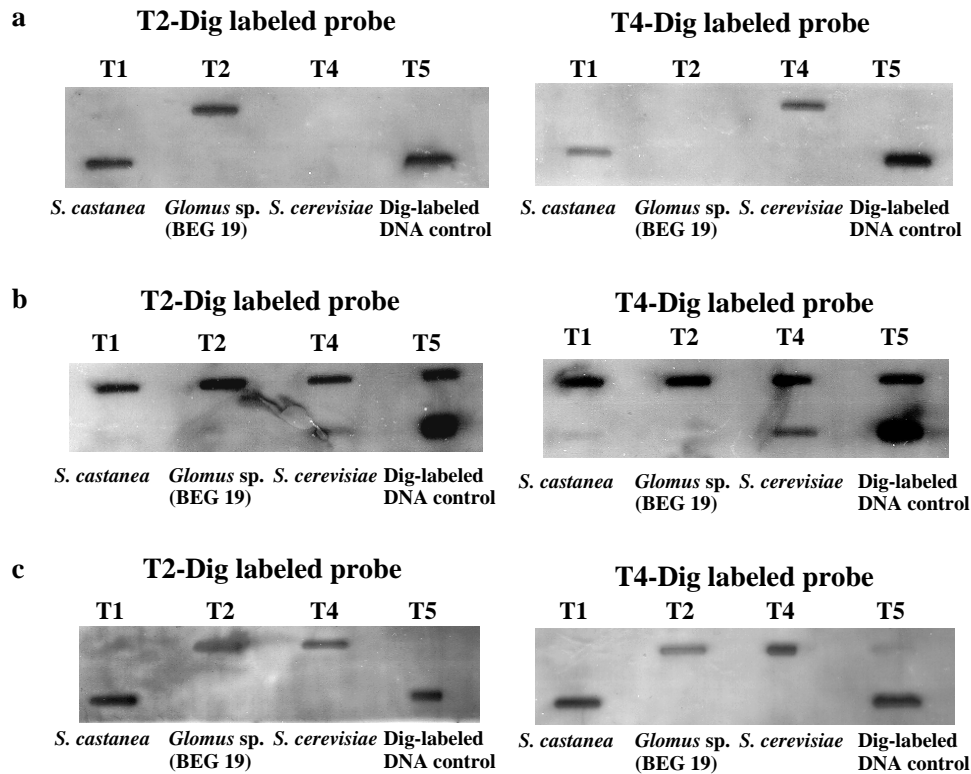 a
T2-Dig labeled probe
T4-Dig labeled probe
T1 T2 T4 T5
T1 T2 T4 T5
S. castanea Glomus sp. S. cerevisiae Dig-labeled
(BEG 19) DNA control
S. castanea Glomus sp. S. cerevisiae Dig-labeled
(BEG 19) DNA control
b
T2-Dig labeled probe
T4-Dig labeled probe
T1 T2 T4 T5
T1 T2 T4 T5
S. castanea Glomus sp. S. cerevisiae Dig-labeled
(BEG 19) DNA control
S. castanea Glomus sp. S. cerevisiae Dig-labeled
(BEG 19) DNA control
c
T2-Dig labeled probe
T4-Dig labeled probe
T1 T2 T4 T5
T1 T2 T4 T5
S. castanea Glomus sp. S. cerevisiae Dig-labeled
(BEG 19) DNA control
S. castanea Glomus sp. S. cerevisiae Dig-labeled
(BEG 19) DNA control